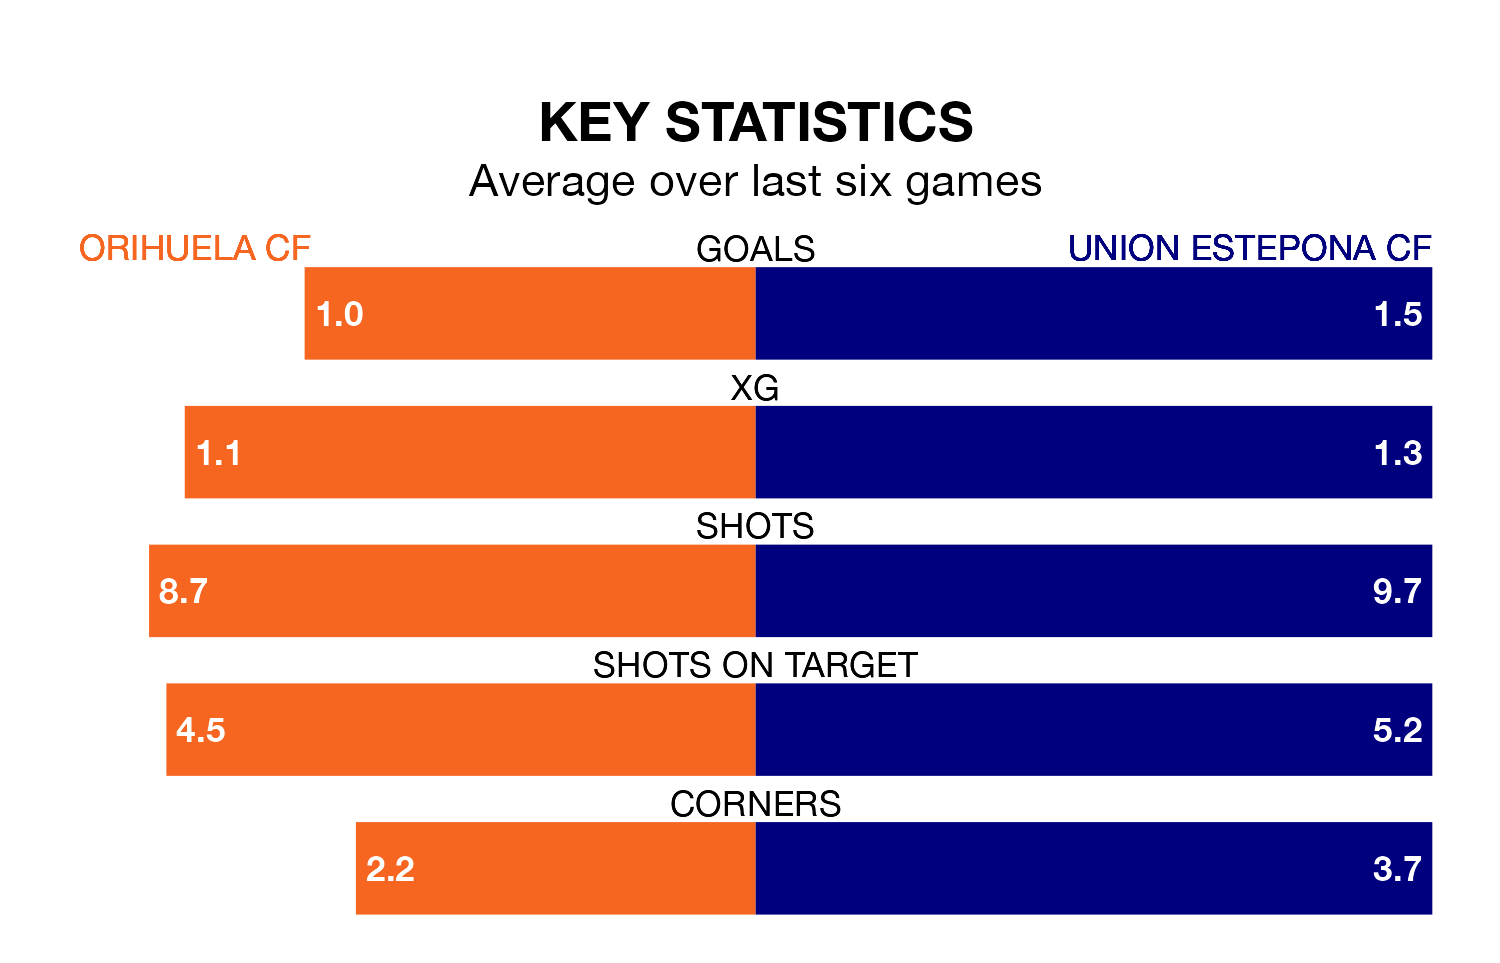 KEY STATISTICS
Average over last six games
ORIHUELA CF GOALS UNION ESTEPONA CF
1.0 1.5
XG
1.1 1.3
SHOTS
8.7 9.7
SHOTS ON TARGET
4.5 5.2
CORNERS
2.2 3.7